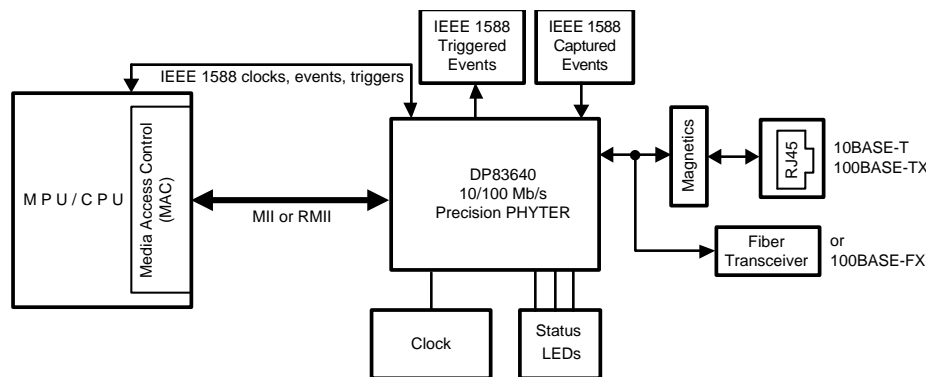 IEEE 1588
Triggered
Events
IEEE 1588
Captured
Events
IEEE 1588 clocks, events, triggers
MPU/CPU
Media Access Control
(MAC)
MII or RMII
DP83640
10/100 Mb/s
Precision PHYTER
Magnetics
RJ45
10BASE-T
100BASE-TX
Fiber
Transceiver
or
100BASE-FX
Clock
Status
LEDs